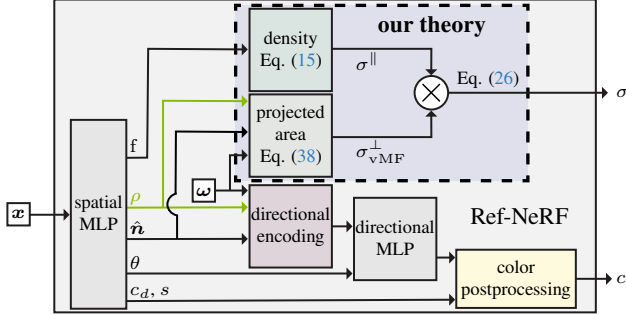 our theory
density
Eq. (15)
σ^∥
Eq. (26)
σ
projected
area
Eq. (38)
σ^⊥_vMF
f
x
spatial
MLP
ρ
ω
n̂
directional
encoding
directional
MLP
Ref-NeRF
θ
c_d, s
color
postprocessing
c